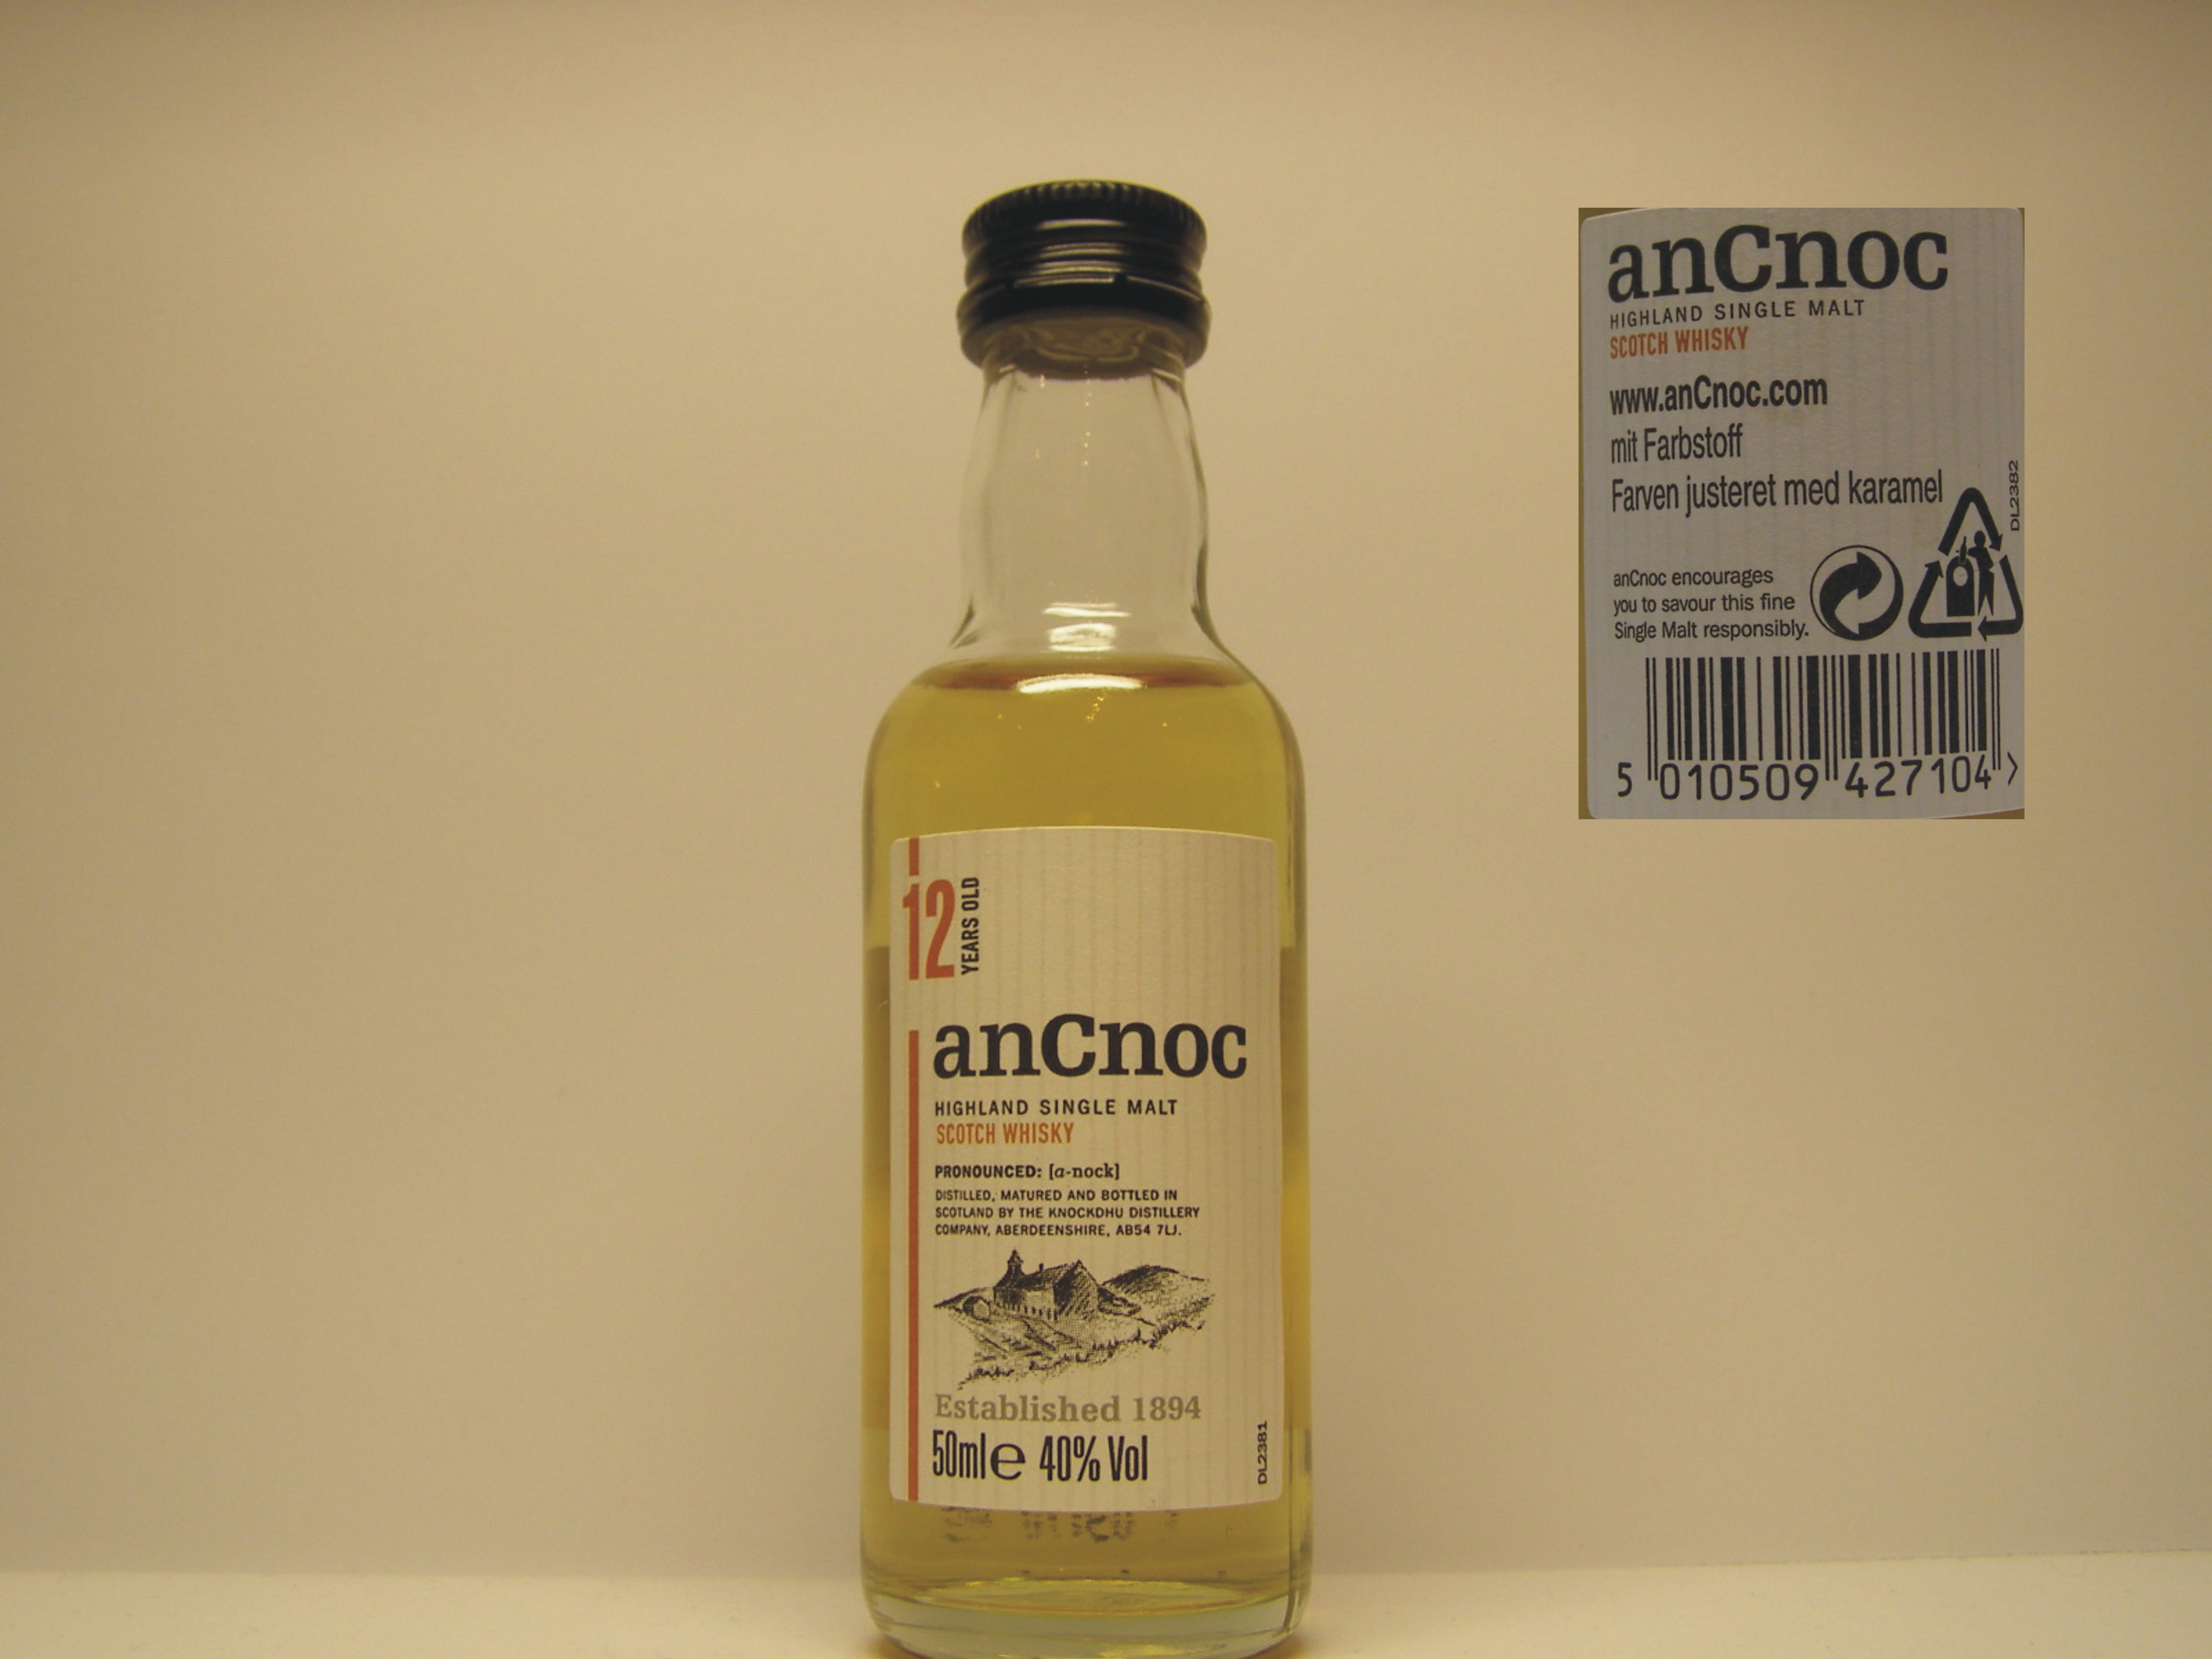 12
YEARS OLD
anCnoc
HIGHLAND SINGLE MALT
SCOTCH WHISKY
PRONOUNCED: [a-nock]
DISTILLED, MATURED AND BOTTLED IN
SCOTLAND BY THE KNOCKDHU DISTILLERY
COMPANY, ABERDEENSHIRE, AB54 7LJ.
Established 1894
50ml e 40% Vol
DL2381
anCnoc
HIGHLAND SINGLE MALT
SCOTCH WHISKY
www.anCnoc.com
mit Farbstoff
Farven justeret med karamel
DL2382
anCnoc encourages
you to savour this fine
Single Malt responsibly.
5 010509 427104 >